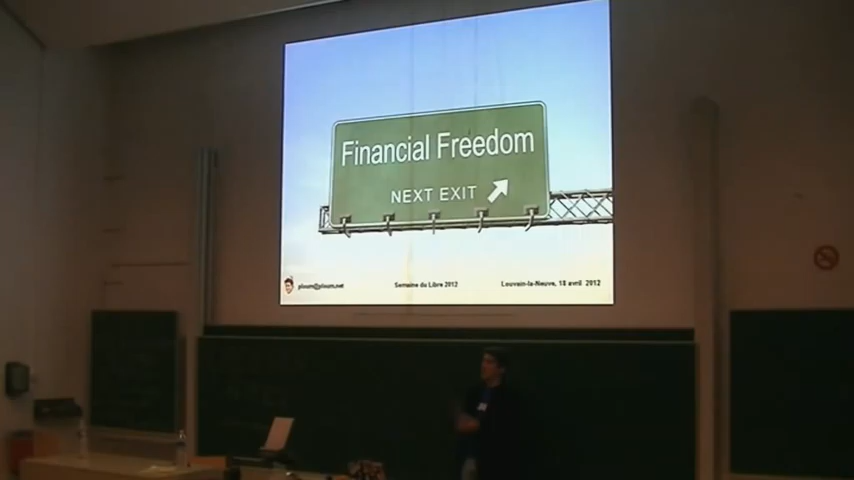 Financial Freedom
NEXT EXIT
ploum@ploum.net
Semaine du Libre 2012
Louvain-la-Neuve, 18 avril 2012